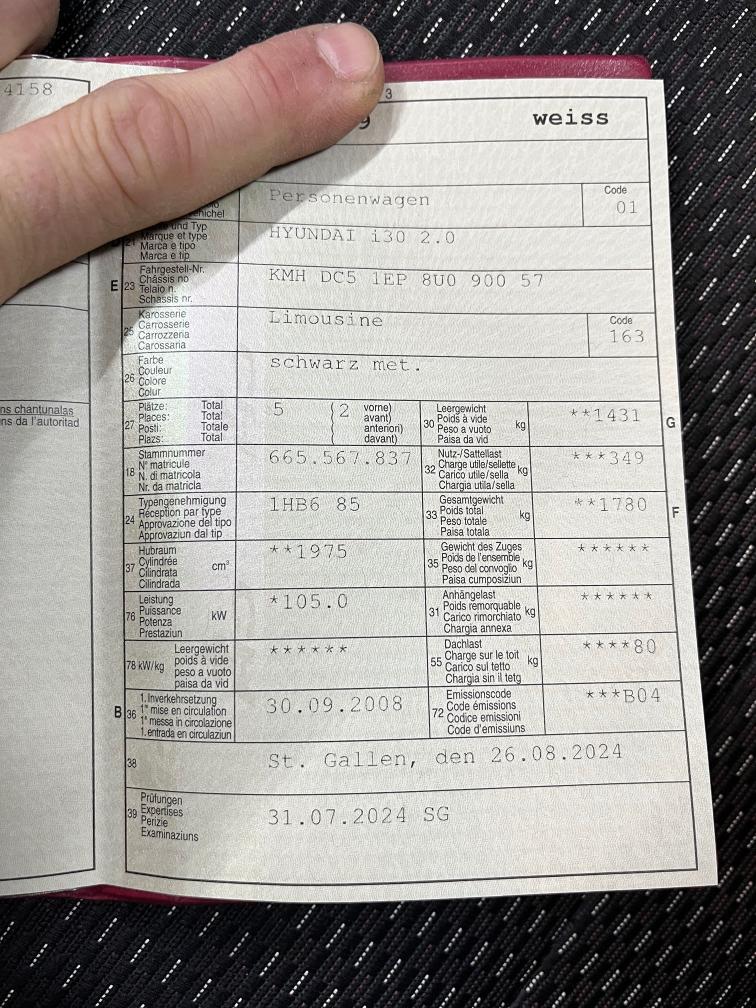 4158
3
weiss
Personenwagen
Code
01
und Typ
Marque et type
Marca e tipo
Marca e tip
HYUNDAI i30 2.0
E 23
Fahrgestell-Nr.
Châssis no
Telaio n.
Schassis nr.
KMH DC5 1EP 8U0 900 57
25
Karosserie
Carrosserie
Carrozzeria
Carossaria
Limousine
Code
163
26
Farbe
Couleur
Colore
Colur
schwarz met.
ns chantunalas
ns da l'autoritad
27
Plätze: Total
Places: Total
Posti: Totale
Plazs: Total
5
2
vorne)
avant)
anteriori)
davant)
30
Leergewicht
Poids à vide
Peso a vuoto
Paisa da vid
kg
**1431
G
18
Stammnummer
N° matricule
N. di matricola
Nr. da matricla
665.567.837
32
Nutz-/Sattellast
Charge utile/sellette
Carico utile/sella
Chargia utila/sella
kg
***349
24
Typengenehmigung
Réception par type
Approvazione del tipo
Approvaziun dal tip
1HB6 85
33
Gesamtgewicht
Poids total
Peso totale
Paisa totala
kg
**1780
F
37
Hubraum
Cylindrée
Cilindrata
Cilindrada
cm³
**1975
35
Gewicht des Zuges
Poids de l'ensemble
Peso del convoglio
Paisa cumposiziun
kg
******
76
Leistung
Puissance
Potenza
Prestaziun
kW
*105.0
31
Anhängelast
Poids remorquable
Carico rimorchiato
Chargia annexa
kg
******
78 kW/kg
Leergewicht
poids à vide
peso a vuoto
paisa da vid
******
55
Dachlast
Charge sur le toit
Carico sul tetto
Chargia sin il tetg
kg
****80
B 36
1. Inverkehrsetzung
1re mise en circulation
1a messa in circolazione
1. entrada en circulaziun
30.09.2008
72
Emissionscode
Code émissions
Codice emissioni
Code d'emissiuns
***B04
38
St. Gallen, den 26.08.2024
39
Prüfungen
Expertises
Perizie
Examinaziuns
31.07.2024 SG